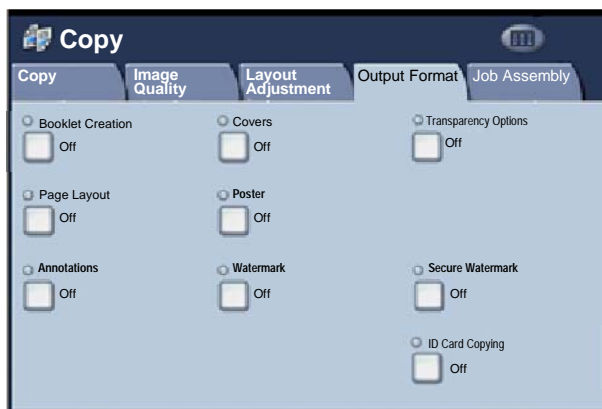 Copy
Copy Image Quality Layout Adjustment Output Format Job Assembly
Booklet Creation Covers Transparency Options
Off Off Off
Page Layout Poster
Off Off
Annotations Watermark Secure Watermark
Off Off Off
ID Card Copying
Off